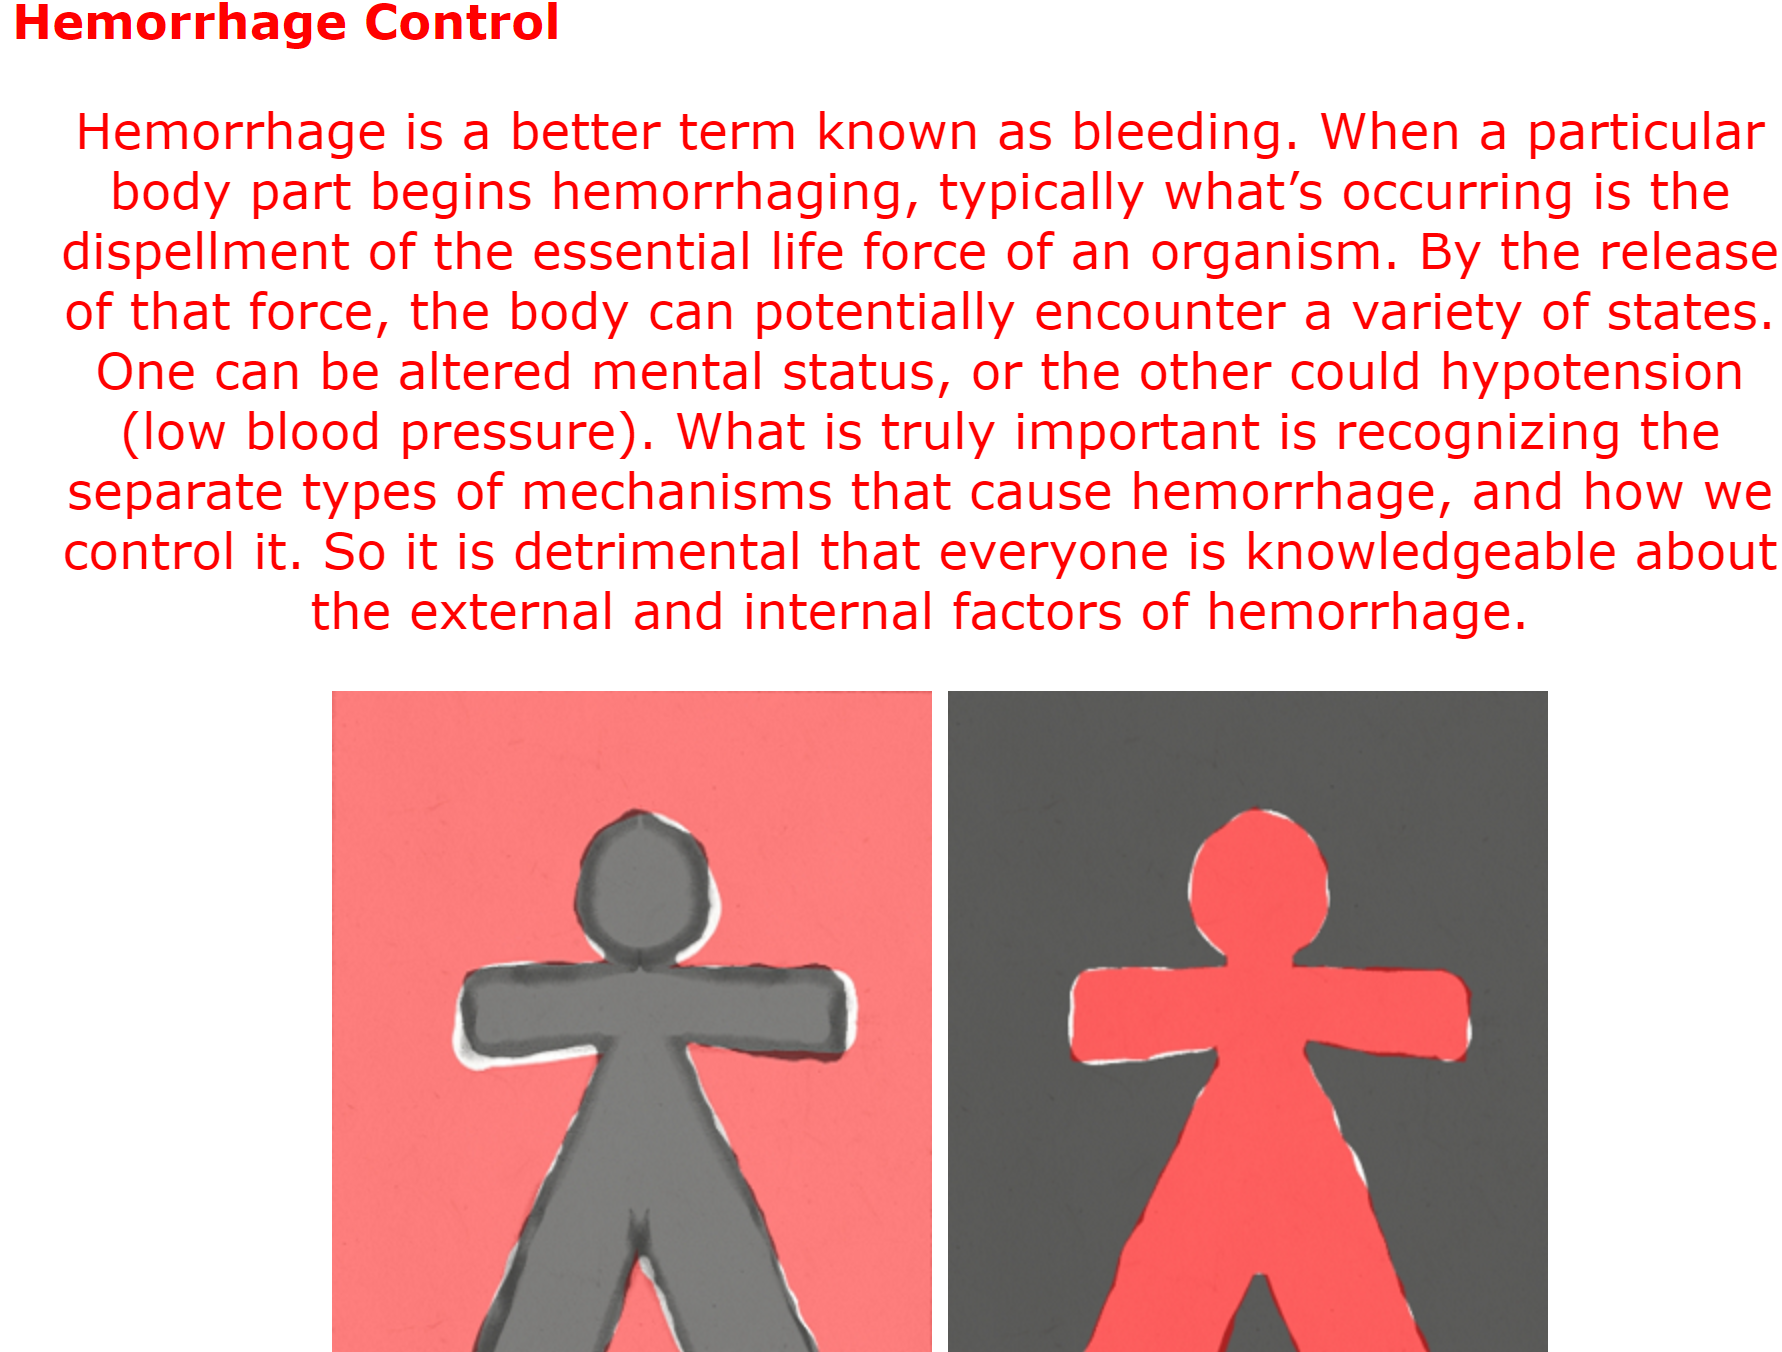 Hemorrhage Control
Hemorrhage is a better term known as bleeding. When a particular
body part begins hemorrhaging, typically what’s occurring is the
dispellment of the essential life force of an organism. By the release
of that force, the body can potentially encounter a variety of states.
One can be altered mental status, or the other could hypotension
(low blood pressure). What is truly important is recognizing the
separate types of mechanisms that cause hemorrhage, and how we
control it. So it is detrimental that everyone is knowledgeable about
the external and internal factors of hemorrhage.